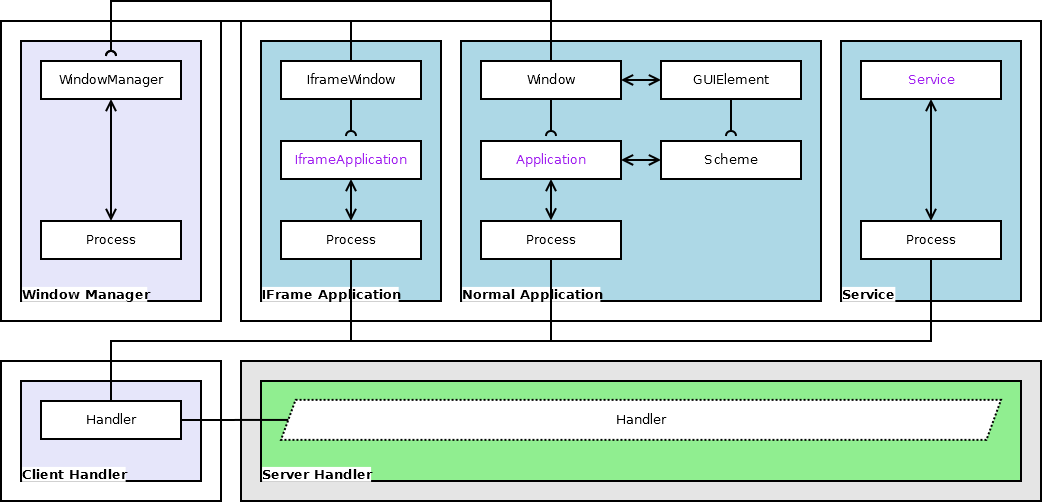 WindowManager
IframeWindow
Window
GUIElement
Service
IframeApplication
Application
Scheme
Process
Process
Process
Process
Window Manager
IFrame Application
Normal Application
Service
Handler
Handler
Client Handler
Server Handler